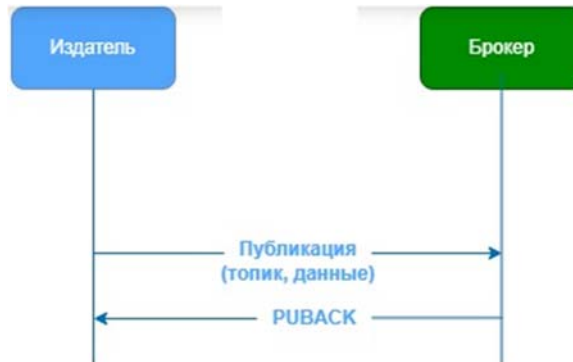 Издатель
Брокер
Публикация
(топик, данные)
PUBACK